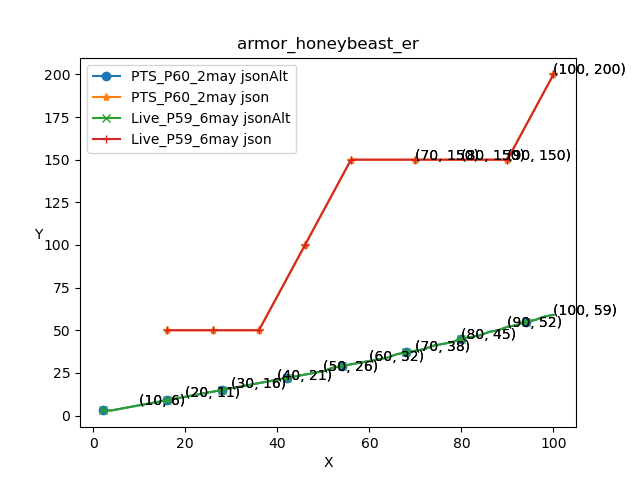 armor_honeybeast_er
PTS_P60_2may jsonAlt
PTS_P60_2may json
Live_P59_6may jsonAlt
Live_P59_6may json
200
175
150
125
100
75
50
25
0
Y
(100, 200)
(70, 150)
(80, 150)
(90, 150)
(100, 59)
(90, 52)
(80, 45)
(70, 38)
(60, 32)
(50, 26)
(40, 21)
(30, 16)
(20, 11)
(10, 6)
0 20 40 60 80 100
X